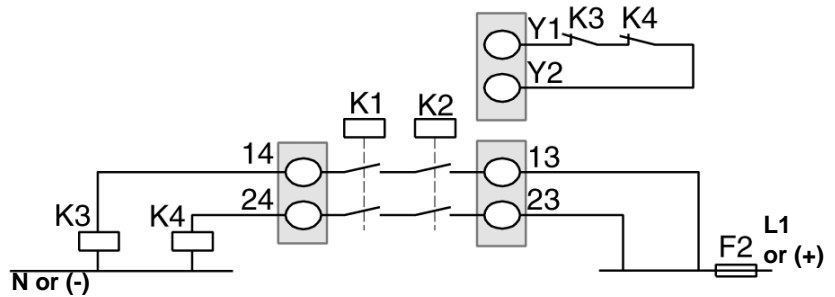 Y1 K3 K4
Y2
K1 K2
14 13
24 23
K3 K4
F2 L1
or (+)
N or (-)